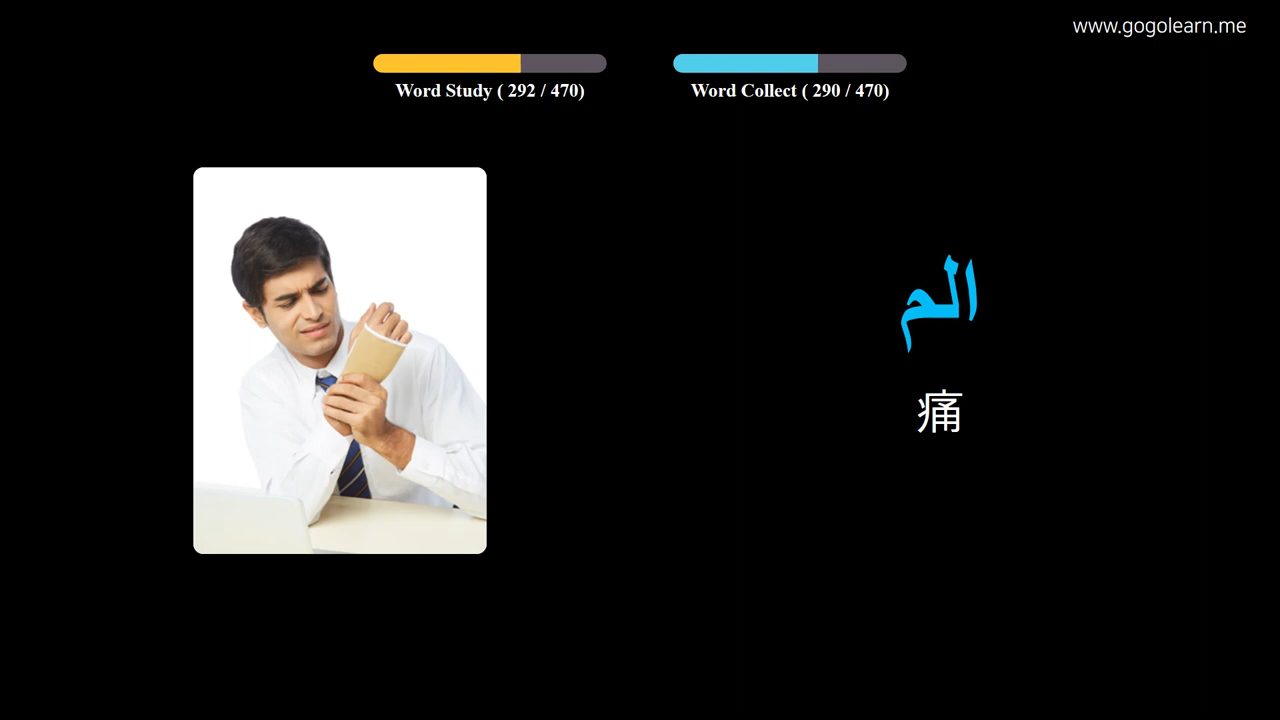 www.gogolearn.me
Word Study ( 292 / 470)
Word Collect ( 290 / 470)
الم
痛